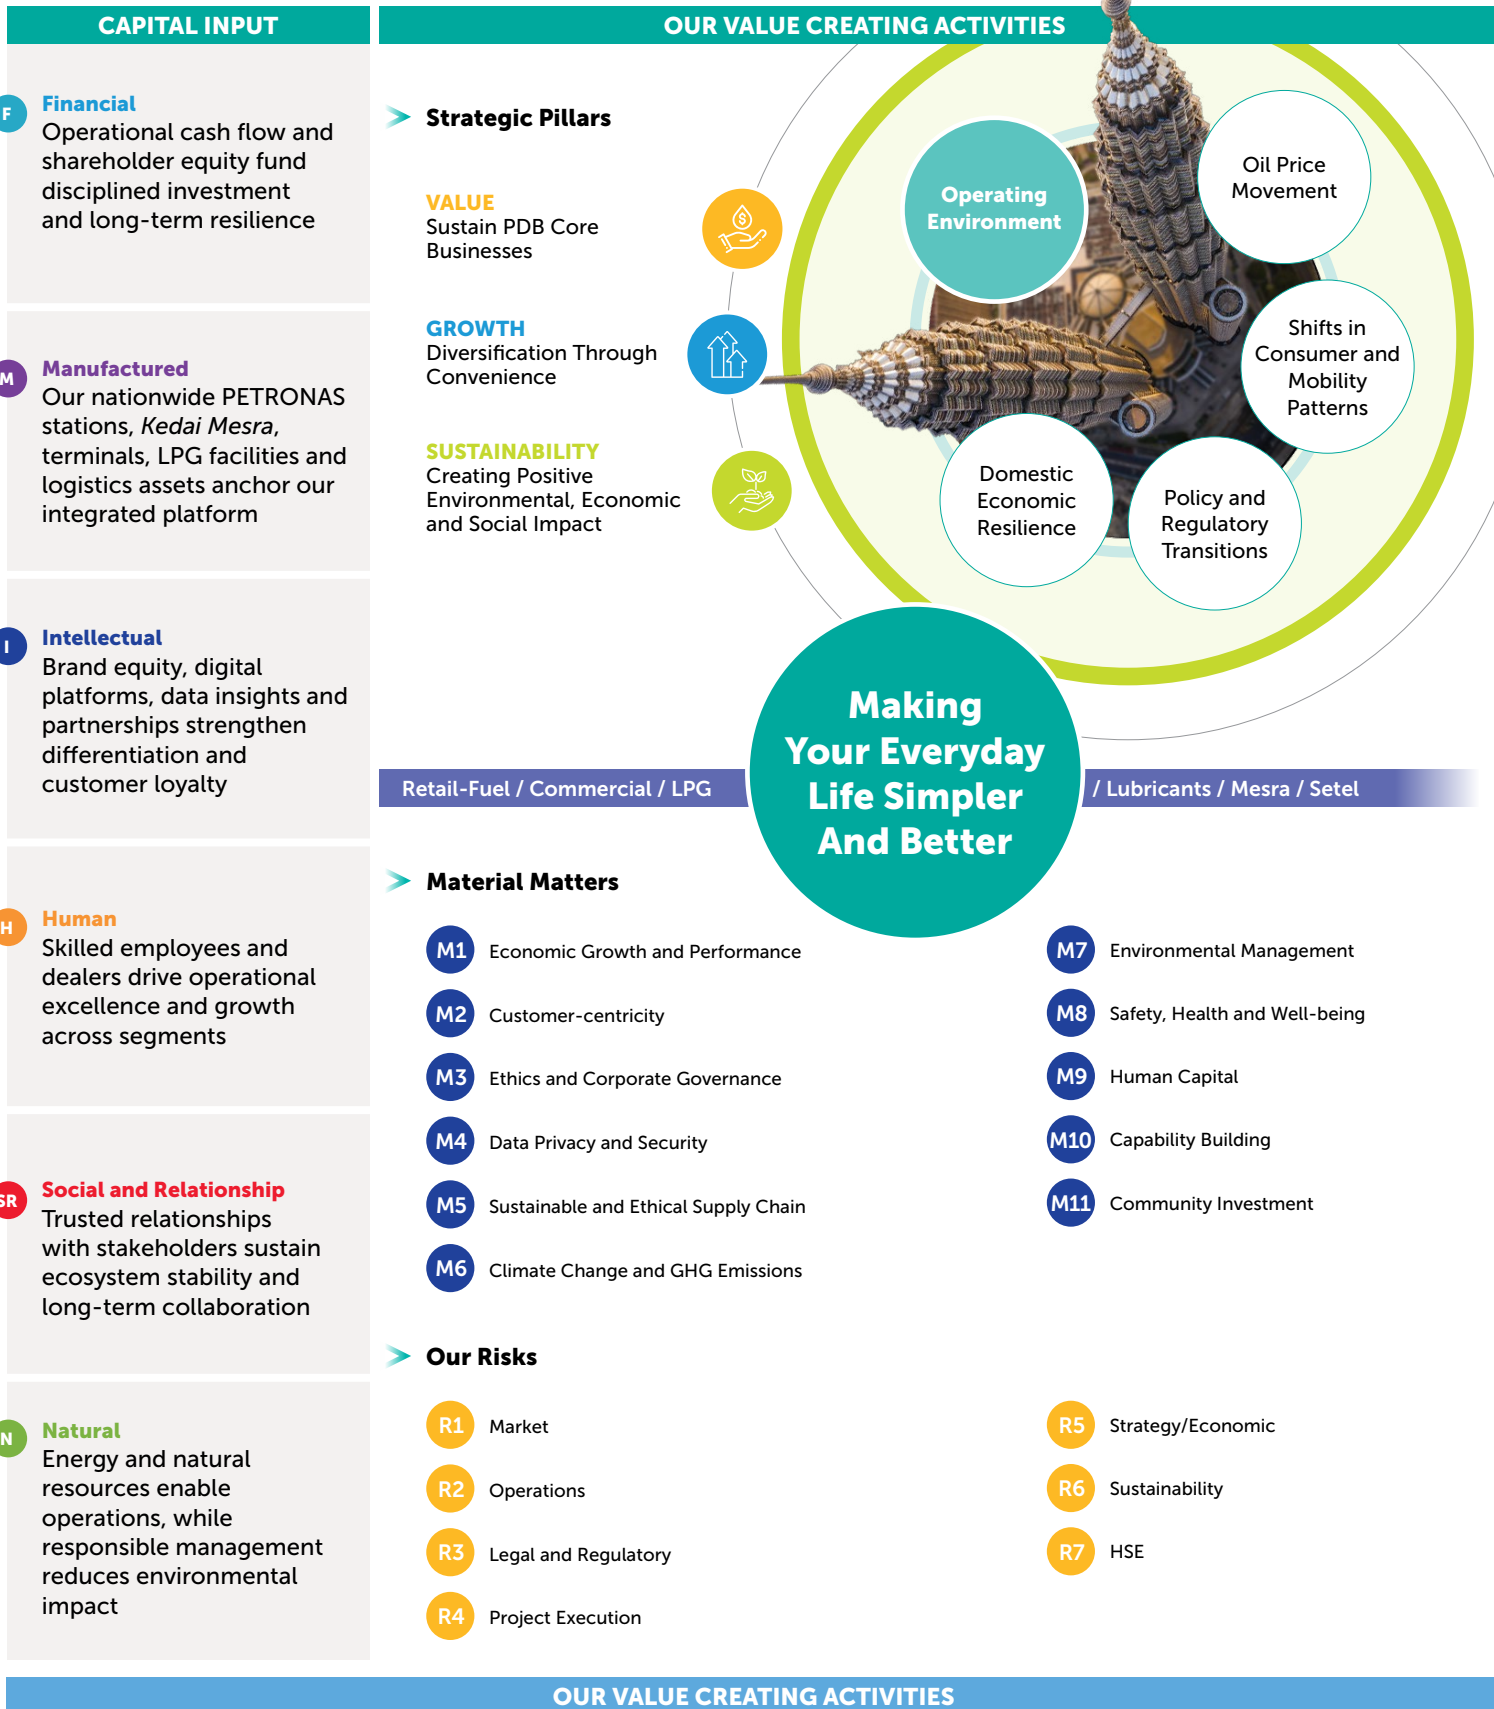 CAPITAL INPUT
F
Financial
Operational cash flow and
shareholder equity fund
disciplined investment
and long-term resilience
M
Manufactured
Our nationwide PETRONAS
stations, Kedai Mesra,
terminals, LPG facilities and
logistics assets anchor our
integrated platform
I
Intellectual
Brand equity, digital
platforms, data insights and
partnerships strengthen
differentiation and
customer loyalty
H
Human
Skilled employees and
dealers drive operational
excellence and growth
across segments
SR
Social and Relationship
Trusted relationships
with stakeholders sustain
ecosystem stability and
long-term collaboration
N
Natural
Energy and natural
resources enable
operations, while
responsible management
reduces environmental
impact
OUR VALUE CREATING ACTIVITIES
Strategic Pillars
VALUE
Sustain PDB Core
Businesses
GROWTH
Diversification Through
Convenience
SUSTAINABILITY
Creating Positive
Environmental, Economic
and Social Impact
Operating
Environment
Oil Price
Movement
Shifts in
Consumer and
Mobility
Patterns
Policy and
Regulatory
Transitions
Domestic
Economic
Resilience
Making
Your Everyday
Life Simpler
And Better
Retail-Fuel / Commercial / LPG
/ Lubricants / Mesra / Setel
Material Matters
M1 Economic Growth and Performance
M2 Customer-centricity
M3 Ethics and Corporate Governance
M4 Data Privacy and Security
M5 Sustainable and Ethical Supply Chain
M6 Climate Change and GHG Emissions
M7 Environmental Management
M8 Safety, Health and Well-being
M9 Human Capital
M10 Capability Building
M11 Community Investment
Our Risks
R1 Market
R2 Operations
R3 Legal and Regulatory
R4 Project Execution
R5 Strategy/Economic
R6 Sustainability
R7 HSE
OUR VALUE CREATING ACTIVITIES